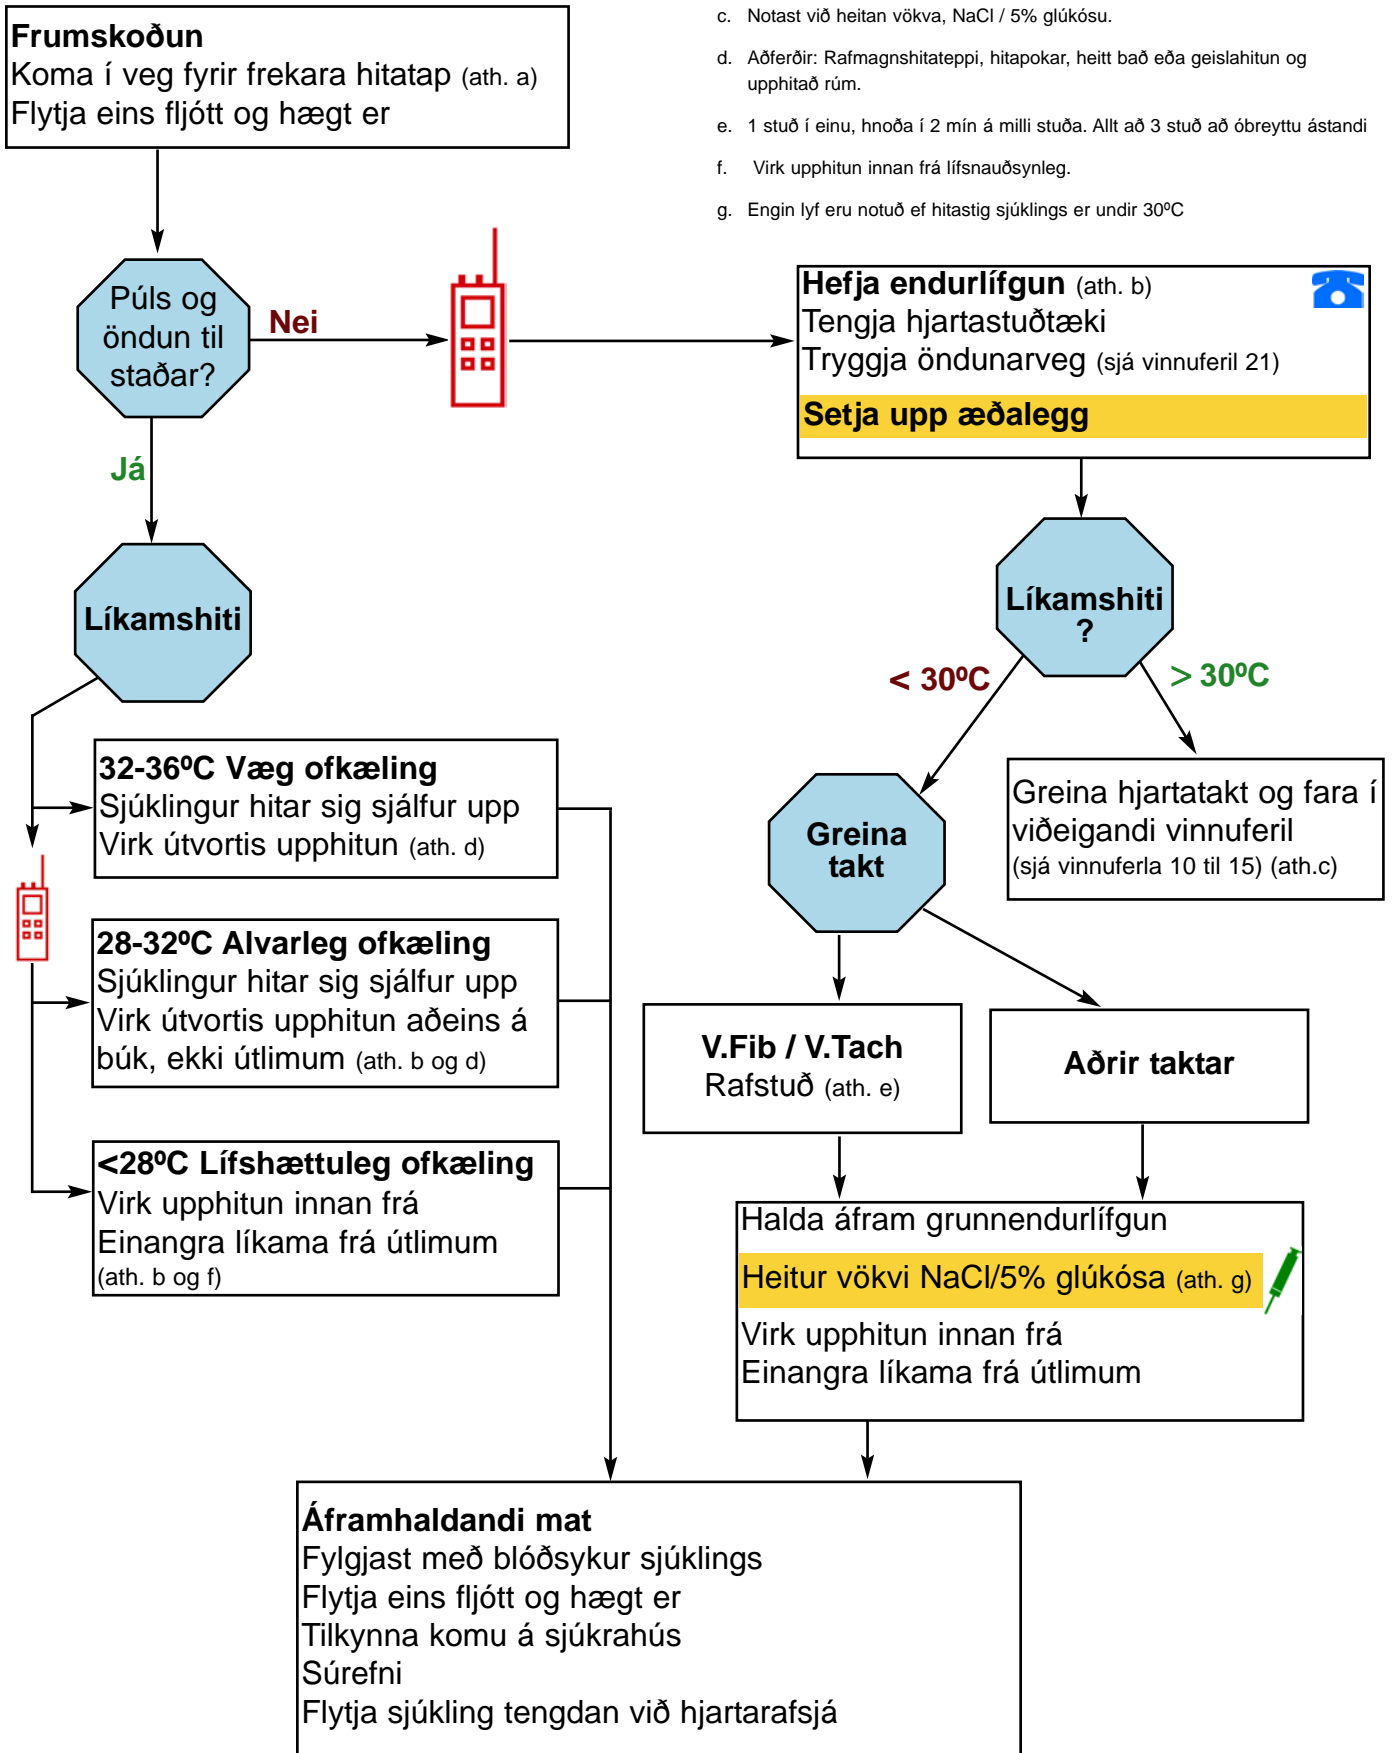 Frumskoðun
Koma í veg fyrir frekara hitatap (ath. a)
Flytja eins fljótt og hægt er
c. Notast við heitan vökva, NaCl / 5% glúkósu.
d. Aðferðir: Rafmagnshitateppi, hitapokar, heitt bað eða geislahitun og
upphitað rúm.
e. 1 stuð í einu, hnoða í 2 mín á milli stuða. Allt að 3 stuð að óbreyttu ástandi
f. Virk upphitun innan frá lífsnauðsynleg.
g. Engin lyf eru notuð ef hitastig sjúklings er undir 30ºC
Púls og
öndun til
staðar?
Nei
Já
Hefja endurlífgun (ath. b)
Tengja hjartastuðtæki
Tryggja öndunarveg (sjá vinnuferil 21)
Setja upp æðalegg
Líkamshiti
Líkamshiti
?
< 30ºC
> 30ºC
32-36ºC Væg ofkæling
Sjúklingur hitar sig sjálfur upp
Virk útvortis upphitun (ath. d)
28-32ºC Alvarleg ofkæling
Sjúklingur hitar sig sjálfur upp
Virk útvortis upphitun aðeins á
búk, ekki útlimum (ath. b og d)
<28ºC Lífshættuleg ofkæling
Virk upphitun innan frá
Einangra líkama frá útlimum
(ath. b og f)
Greina
takt
Greina hjartatakt og fara í
viðeigandi vinnuferil
(sjá vinnuferla 10 til 15) (ath.c)
V.Fib / V.Tach
Rafstuð (ath. e)
Aðrir taktar
Halda áfram grunnendurlífgun
Heitur vökvi NaCl/5% glúkósa (ath. g)
Virk upphitun innan frá
Einangra líkama frá útlimum
Áframhaldandi mat
Fylgjast með blóðsykur sjúklings
Flytja eins fljótt og hægt er
Tilkynna komu á sjúkrahús
Súrefni
Flytja sjúkling tengdan við hjartarafsjá